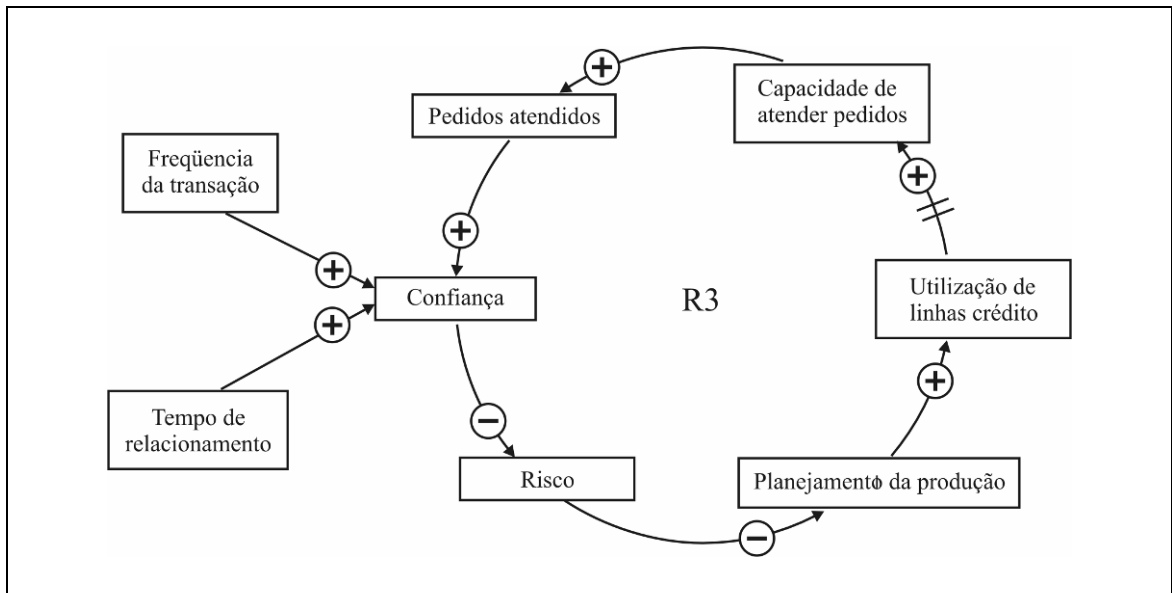 Pedidos atendidos
Capacidade de
atender pedidos
Freqüencia
da transação
Confiança
R3
Utilização de
linhas crédito
Tempo de
relacionamento
Risco
Planejamento da produção
+
+
+
+
+
+
−
−